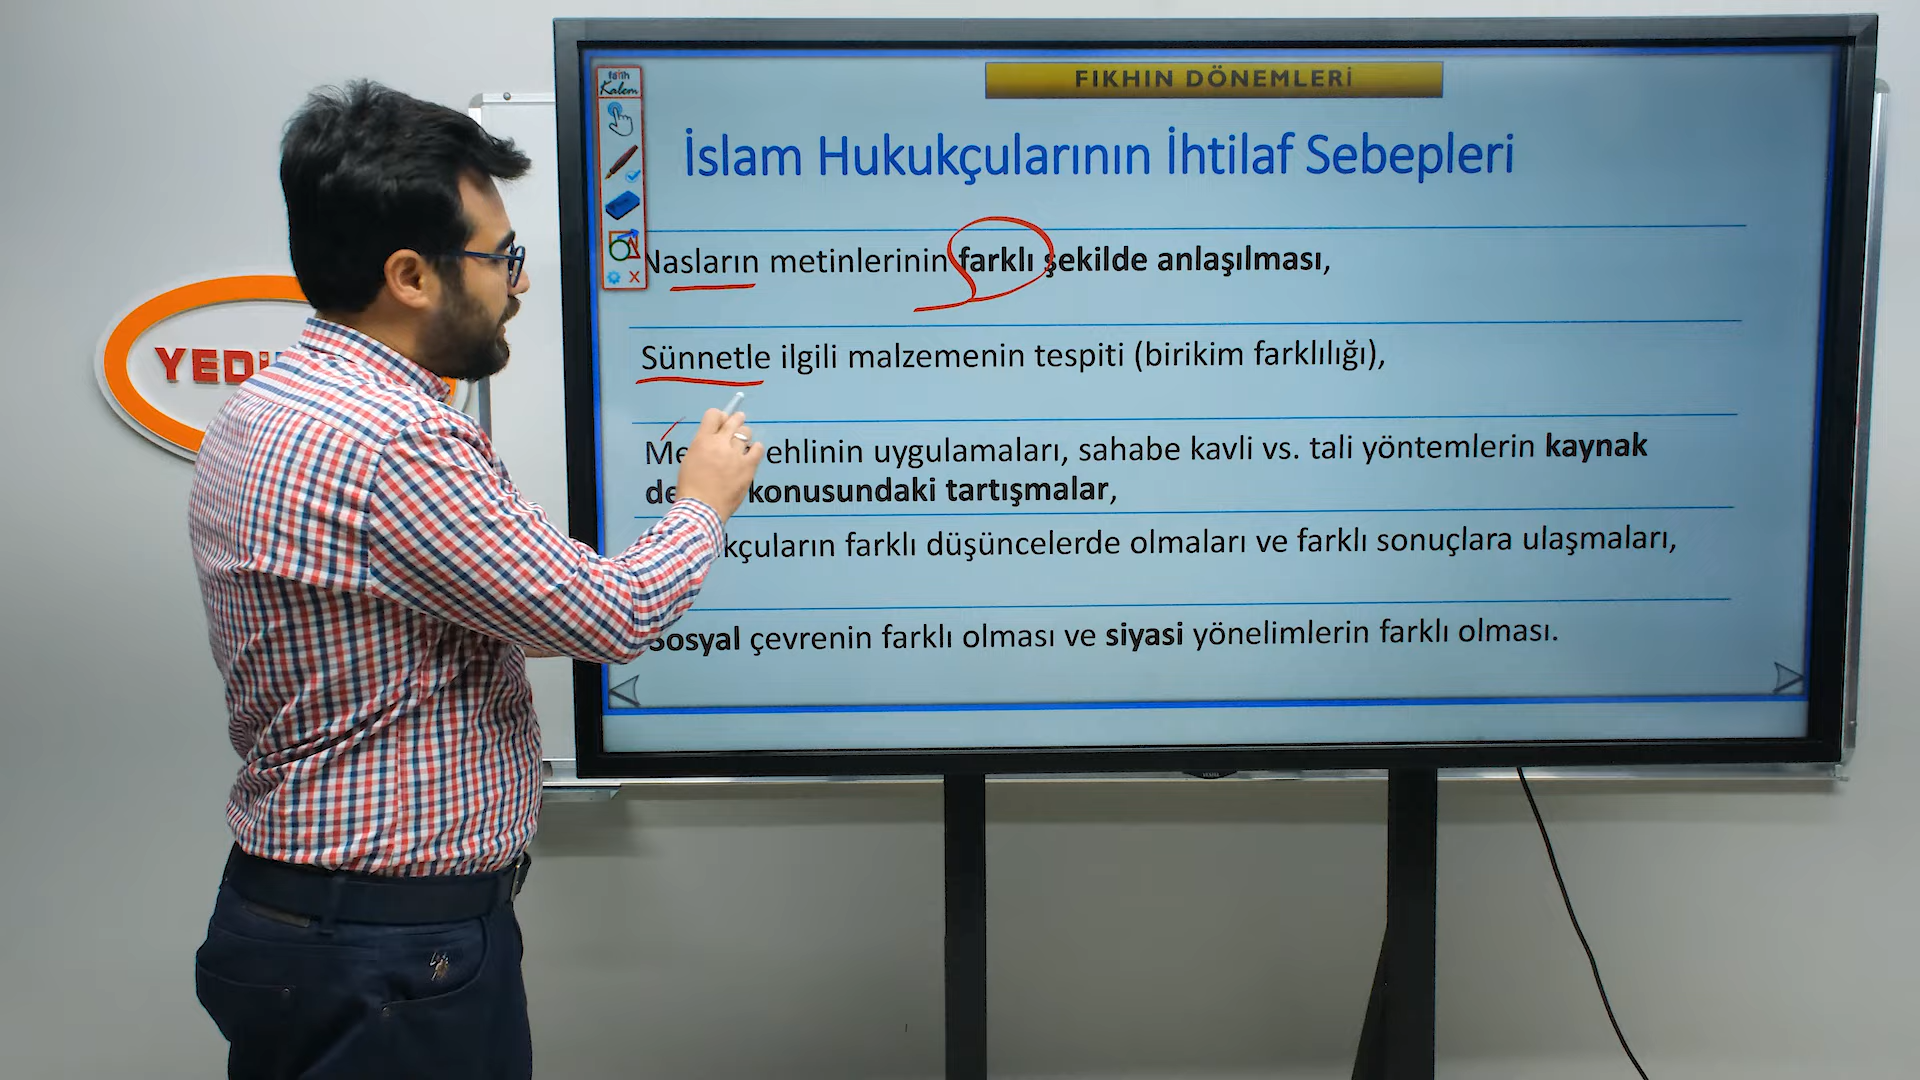 fatih
Kalem
FIKHIN DÖNEMLERİ
İslam Hukukçularının İhtilaf Sebepleri
Nasların metinlerinin farklı şekilde anlaşılması,
Sünnetle ilgili malzemenin tespiti (birikim farklılığı),
ehlinin uygulamaları, sahabe kavli vs. tali yöntemlerin kaynak
konusundaki tartışmalar,
farklı düşüncelerde olmaları ve farklı sonuçlara ulaşmaları,
Sosyal çevrenin farklı olması ve siyasi yönelimlerin farklı olması.
YEDİ